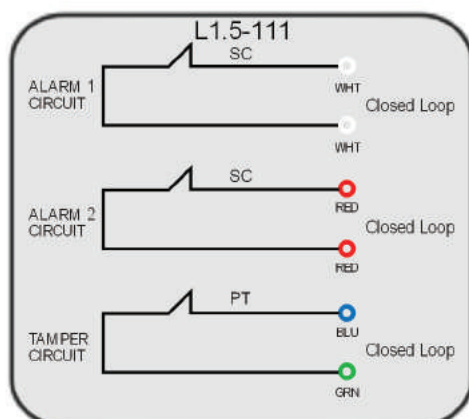 L1.5-111
SC
WHT
ALARM 1
CIRCUIT
Closed Loop
WHT
SC
RED
ALARM 2
CIRCUIT
Closed Loop
RED
PT
BLU
TAMPER
CIRCUIT
Closed Loop
GRN